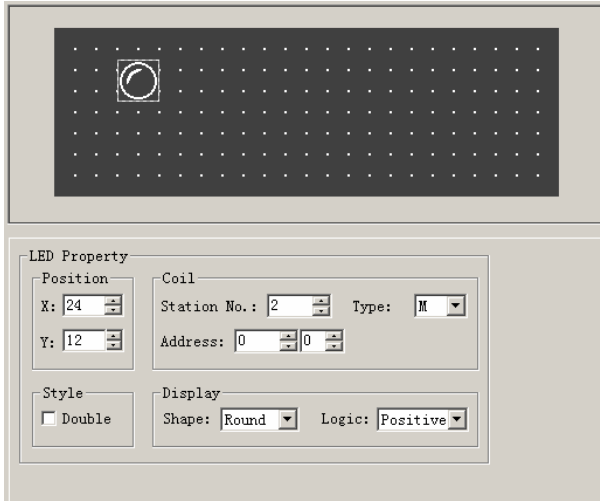 LED Property
Position
X: 24
Y: 12
Coil
Station No.: 2 Type: M
Address: 0 0
Style
Double
Display
Shape: Round Logic: Positive